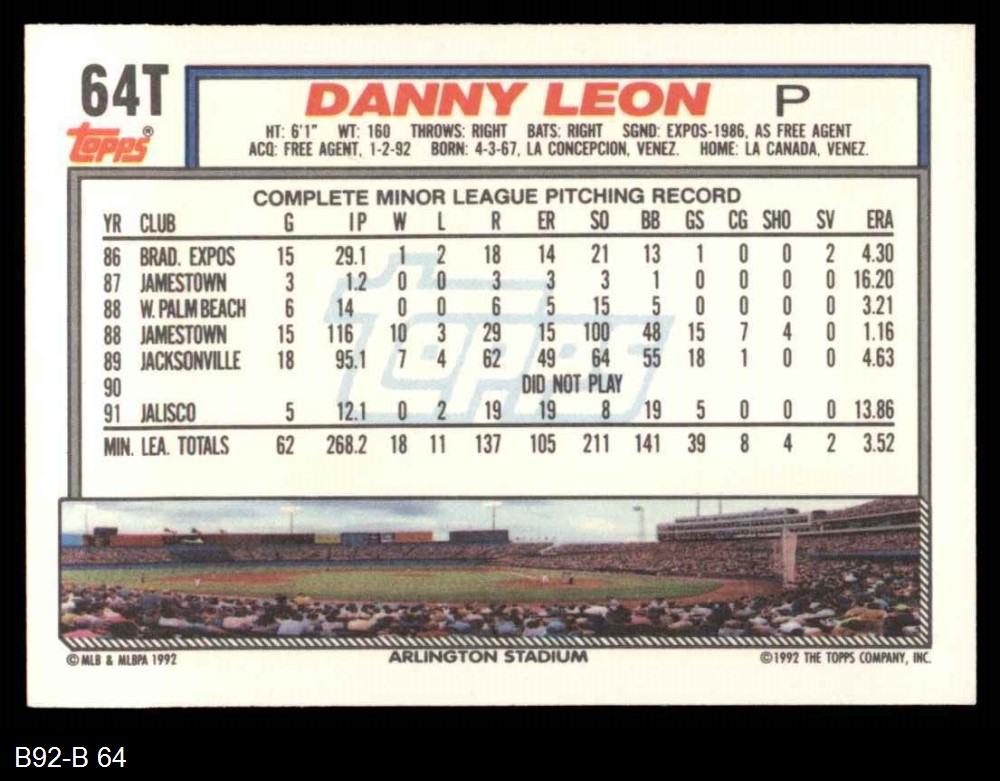 64T
topps®
DANNY LEON P
HT: 6'1" WT: 160 THROWS: RIGHT BATS: RIGHT SGND: EXPOS-1986, AS FREE AGENT
ACQ: FREE AGENT, 1-2-92 BORN: 4-3-67, LA CONCEPCION, VENEZ. HOME: LA CANADA, VENEZ.
COMPLETE MINOR LEAGUE PITCHING RECORD
YR CLUB G IP W L R ER SO BB GS CG SHO SV ERA
86 BRAD. EXPOS 15 29.1 1 2 18 14 21 13 1 0 0 2 4.30
87 JAMESTOWN 3 1.2 0 0 3 3 3 1 0 0 0 0 16.20
88 W. PALM BEACH 6 14 0 0 6 5 15 5 0 0 0 0 3.21
88 JAMESTOWN 15 116 10 3 29 15 100 48 15 7 4 0 1.16
89 JACKSONVILLE 18 95.1 7 4 62 49 64 55 18 1 0 0 4.63
90 DID NOT PLAY
91 JALISCO 5 12.1 0 2 19 19 8 19 5 0 0 0 13.86
MIN. LEA. TOTALS 62 268.2 18 11 137 105 211 141 39 8 4 2 3.52
topps
© MLB & MLBPA 1992 ARLINGTON STADIUM ©1992 THE TOPPS COMPANY, INC.
B92-B 64